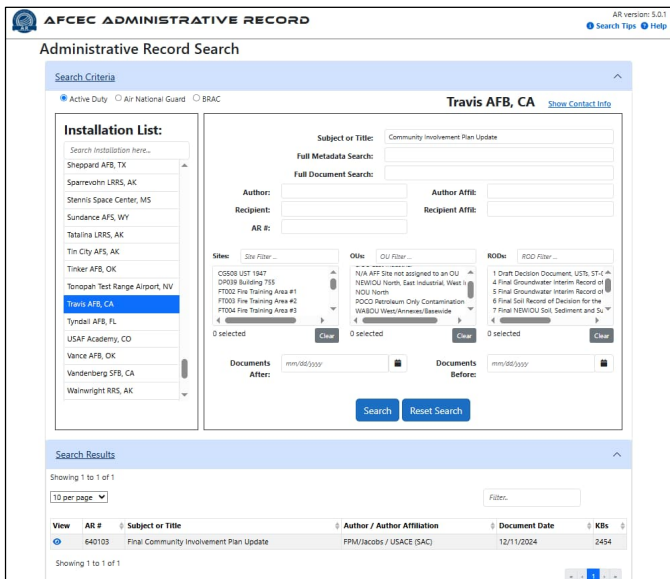 AFCEC ADMINISTRATIVE RECORD
AR version: 5.0.1
Search Tips Help
Administrative Record Search
Search Criteria
Active Duty Air National Guard BRAC
Travis AFB, CA Show Contact Info
Installation List:
Search Installation here...
Sheppard AFB, TX
Sparrevohn LRRS, AK
Stennis Space Center, MS
Sundance AFS, WY
Tatalina LRRS, AK
Tin City AFS, AK
Tinker AFB, OK
Tonopah Test Range Airport, NV
Travis AFB, CA
Tyndall AFB, FL
USAF Academy, CO
Vance AFB, OK
Vandenberg SFB, CA
Wainwright RRS, AK
Subject or Title: Community Involvement Plan Update
Full Metadata Search:
Full Document Search:
Author: Author Affil:
Recipient: Recipient Affil:
AR #:
Sites: Site Filter...
CG508 UST 1947
DP039 Building 755
FT002 Fire Training Area #1
FT003 Fire Training Area #2
FT004 Fire Training Area #3
0 selected Clear
OUs: OU Filter...
N/A AFF Site not assigned to an OU
NEWIOU North, East Industrial, West I
NOU North
POCO Petroleum Only Contamination
WABOU West/Annexes/Basewide
0 selected Clear
RODs: ROD Filter...
1 Draft Decision Document, USTs, ST-
4 Final Groundwater Interim Record of
5 Final Groundwater Interim Record of
6 Final Soil Record of Decision for the
7 Final NEWIOU Soil, Sediment and Su
0 selected Clear
Documents After: mm/dd/yyyy
Documents Before: mm/dd/yyyy
Search Reset Search
Search Results
Showing 1 to 1 of 1
10 per page
Filter..
View AR # Subject or Title Author / Author Affiliation Document Date KBs
640103 Final Community Involvement Plan Update FPM/Jacobs / USACE (SAC) 12/11/2024 2454
Showing 1 to 1 of 1
« ‹ 1 › »